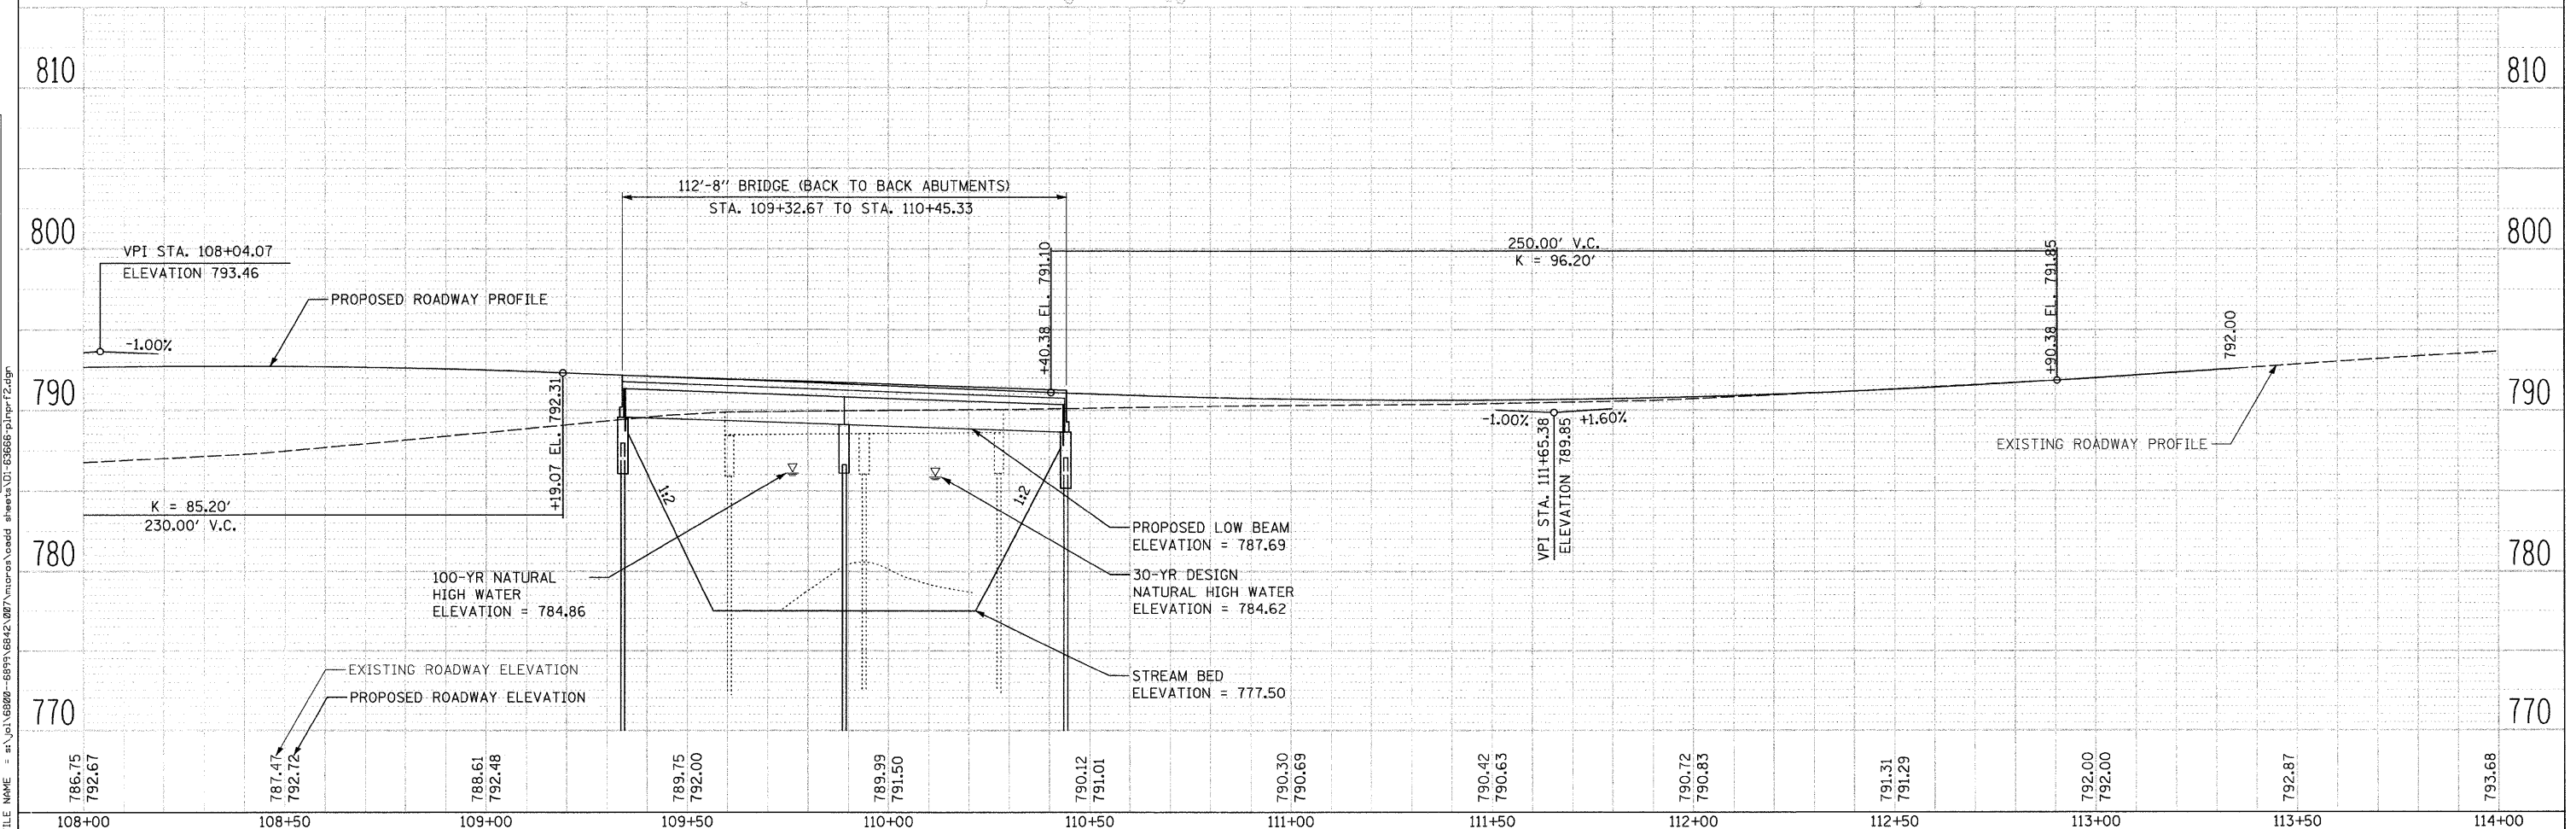 810
810
112'-8" BRIDGE (BACK TO BACK ABUTMENTS)
STA. 109+32.67 TO STA. 110+45.33
800
800
VPI STA. 108+04.07
ELEVATION 793.46
250.00' V.C.
K = 96.20'
+40.38 EL. 791.10
+90.38 EL. 791.85
PROPOSED ROADWAY PROFILE
-1.00%
792.00
790
790
+19.07 EL. 792.31
-1.00%
+1.60%
VPI STA. 111+65.38
ELEVATION 789.85
EXISTING ROADWAY PROFILE
1:2
1:2
K = 85.20'
230.00' V.C.
PROPOSED LOW BEAM
ELEVATION = 787.69
780
780
100-YR NATURAL
HIGH WATER
ELEVATION = 784.86
30-YR DESIGN
NATURAL HIGH WATER
ELEVATION = 784.62
EXISTING ROADWAY ELEVATION
PROPOSED ROADWAY ELEVATION
STREAM BED
ELEVATION = 777.50
770
770
786.75
792.67
787.47
792.72
788.61
792.48
789.75
792.00
789.99
791.50
790.12
791.01
790.30
790.69
790.42
790.63
790.72
790.83
791.31
791.29
792.00
792.00
792.87
793.68
108+00
108+50
109+00
109+50
110+00
110+50
111+00
111+50
112+00
112+50
113+00
113+50
114+00